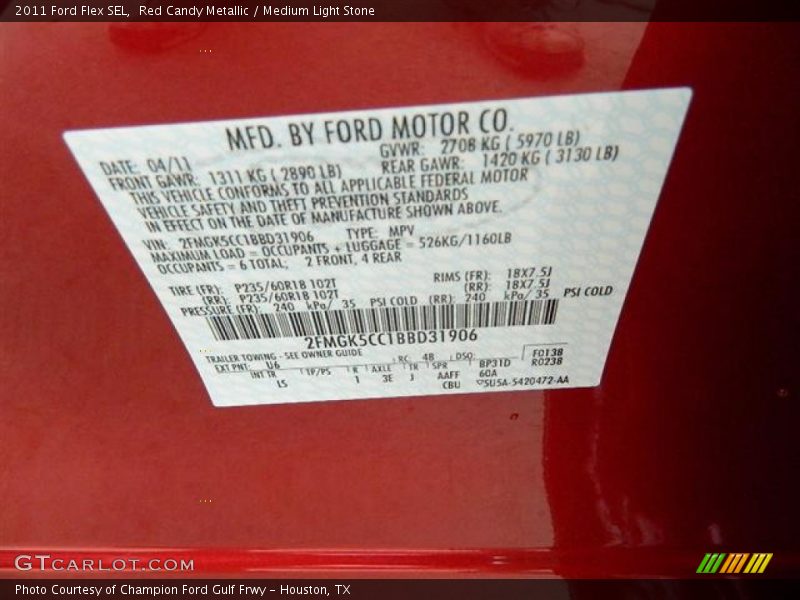 2011 Ford Flex SEL,  Red Candy Metallic / Medium Light Stone
MFD. BY FORD MOTOR CO.
DATE: 04/11 GVWR: 2708 KG ( 5970 LB)
FRONT GAWR: 1311 KG ( 2890 LB) REAR GAWR: 1420 KG ( 3130 LB)
THIS VEHICLE CONFORMS TO ALL APPLICABLE FEDERAL MOTOR
VEHICLE SAFETY AND THEFT PREVENTION STANDARDS
IN EFFECT ON THE DATE OF MANUFACTURE SHOWN ABOVE.
VIN: 2FMGK5CC1BBD31906 TYPE: MPV
MAXIMUM LOAD = OCCUPANTS + LUGGAGE = 526KG/1160LB
OCCUPANTS = 6 TOTAL; 2 FRONT, 4 REAR
TIRE (FR): P235/60R18 102T RIMS (FR): 18X7.5J
(RR): P235/60R18 102T (RR): 18X7.5J
PRESSURE (FR): 240 kPa/ 35 PSI COLD (RR): 240 kPa/ 35 PSI COLD
2FMGK5CC1BBD31906
TRAILER TOWING - SEE OWNER GUIDE RC: 48 DSO: F0138
EXT PNT: U6 BP31D R0238
INT TR TP/PS R AXLE TR SPR 60A
L5 1 3E J AAFF
CBU 5U5A-5420472-AA
GTCARLOT.COM
Photo Courtesy of Champion Ford Gulf Frwy - Houston, TX